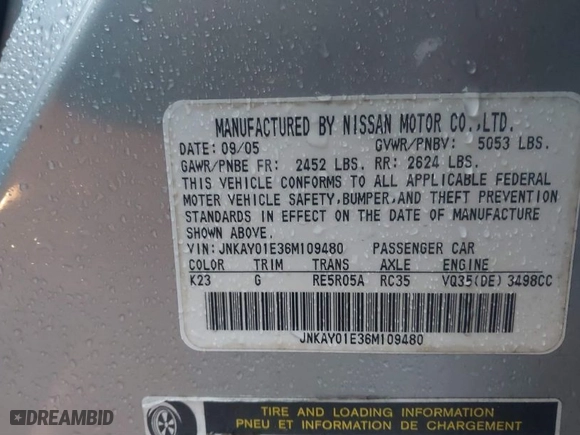 MANUFACTURED BY NISSAN MOTOR CO.,LTD.
DATE: 09/05 GVWR/PNBV: 5053 LBS.
GAWR/PNBE FR: 2452 LBS. RR: 2624 LBS.
THIS VEHICLE CONFORMS TO ALL APPLICABLE FEDERAL
MOTOR VEHICLE SAFETY,BUMPER,AND THEFT PREVENTION
STANDARDS IN EFFECT ON THE DATE OF MANUFACTURE
SHOWN ABOVE.
VIN: JNKAY01E36M109480 PASSENGER CAR
COLOR TRIM TRANS AXLE ENGINE
K23 G RE5R05A RC35 VQ35(DE) 3498CC
JNKAY01E36M109480
TIRE AND LOADING INFORMATION
PNEU ET INFORMATION DE CHARGEMENT
DREAMBID